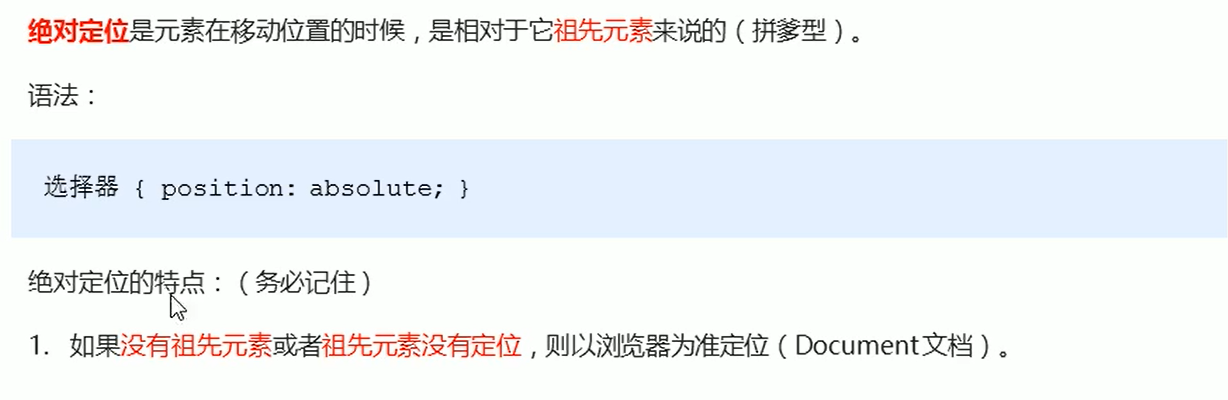 绝对定位是元素在移动位置的时候，是相对于它祖先元素来说的（拼爹型）。
语法：
选择器 { position: absolute; }
绝对定位的特点：（务必记住）
1. 如果没有祖先元素或者祖先元素没有定位，则以浏览器为准定位（Document文档）。